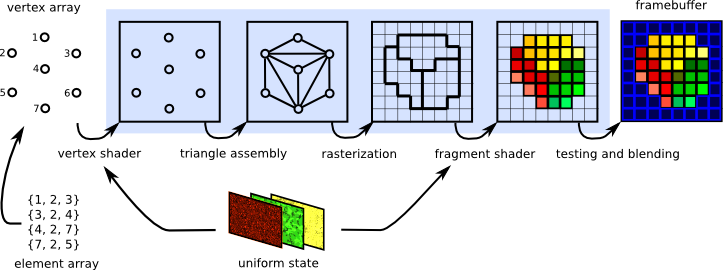 vertex array
framebuffer
1
2
3
4
5
6
7
vertex shader
triangle assembly
rasterization
fragment shader
testing and blending
{1, 2, 3}
{3, 2, 4}
{4, 2, 7}
{7, 2, 5}
element array
uniform state